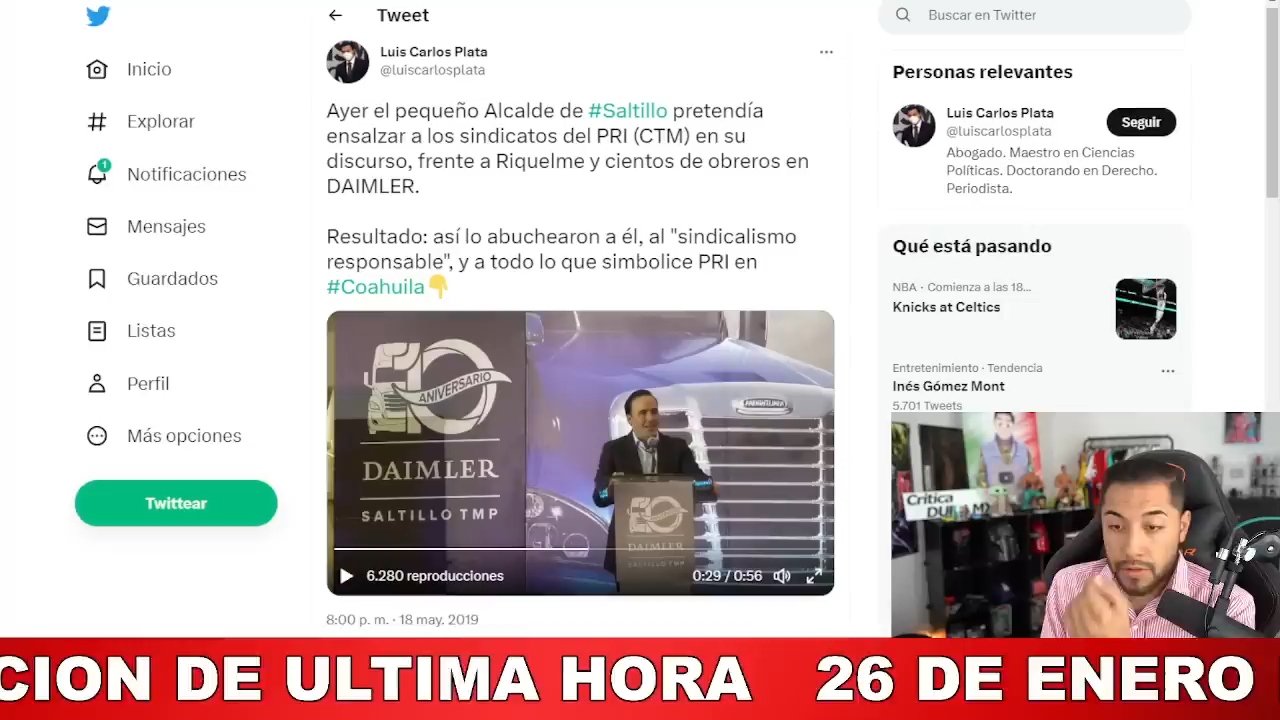 Tweet
Buscar en Twitter
Luis Carlos Plata
@luiscarlosplata
Ayer el pequeño Alcalde de #Saltillo pretendía
ensalzar a los sindicatos del PRI (CTM) en su
discurso, frente a Riquelme y cientos de obreros en
DAIMLER.
Resultado: así lo abuchearon a él, al "sindicalismo
responsable", y a todo lo que simbolice PRI en
#Coahuila
50 ANIVERSARIO
DAIMLER
SALTILLO TMP
FREIGHTLINER
50
DAIMLER
SALTILLO TMP
6.280 reproducciones
0:29 / 0:56
8:00 p. m. · 18 may. 2019
Inicio
Explorar
1
Notificaciones
Mensajes
Guardados
Listas
Perfil
Más opciones
Twittear
Personas relevantes
Luis Carlos Plata
@luiscarlosplata
Seguir
Abogado. Maestro en Ciencias
Políticas. Doctorando en Derecho.
Periodista.
Qué está pasando
NBA · Comienza a las 18...
Knicks at Celtics
Entretenimiento · Tendencia
Inés Gómez Mont
5.701 Tweets
Crítica
CION DE ULTIMA HORA 26 DE ENERO